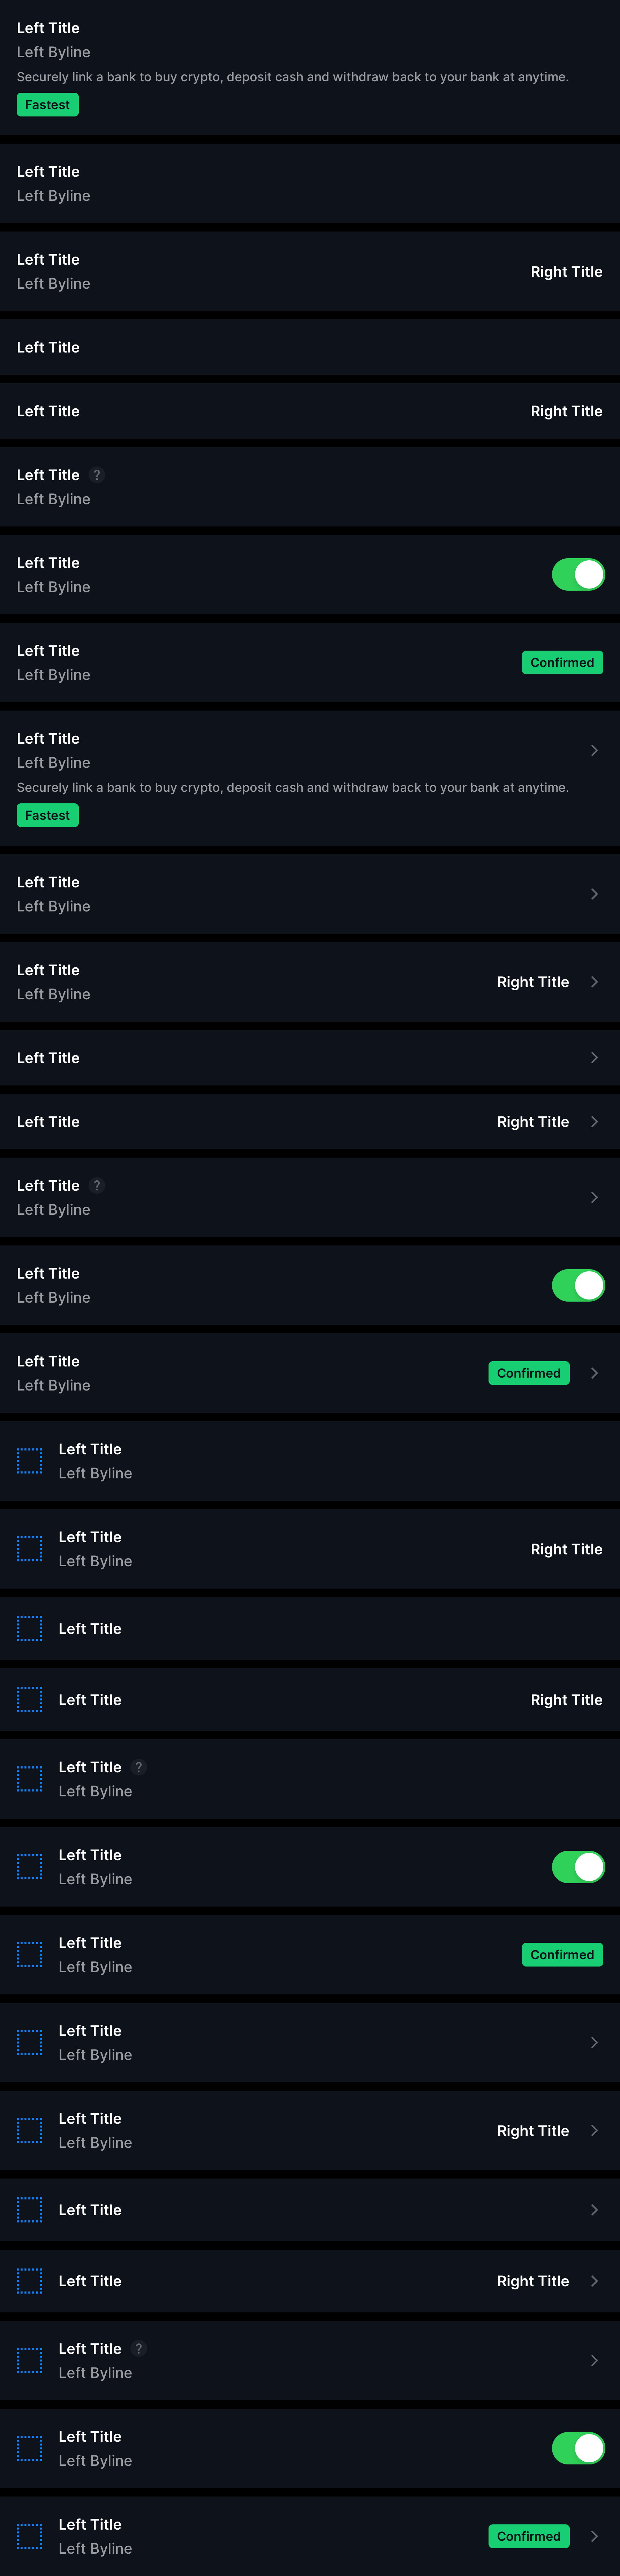 Left Title
Left Byline
Securely link a bank to buy crypto, deposit cash and withdraw back to your bank at anytime.
Fastest
Left Title
Left Byline
Left Title
Left Byline
Right Title
Left Title
Left Title
Right Title
Left Title ?
Left Byline
Left Title
Left Byline
Left Title
Left Byline
Confirmed
Left Title
Left Byline
Securely link a bank to buy crypto, deposit cash and withdraw back to your bank at anytime.
Fastest
Left Title
Left Byline
Left Title
Left Byline
Right Title
Left Title
Left Title
Right Title
Left Title ?
Left Byline
Left Title
Left Byline
Left Title
Left Byline
Confirmed
Left Title
Left Byline
Left Title
Left Byline
Right Title
Left Title
Left Title
Right Title
Left Title ?
Left Byline
Left Title
Left Byline
Left Title
Left Byline
Confirmed
Left Title
Left Byline
Left Title
Left Byline
Right Title
Left Title
Left Title
Right Title
Left Title ?
Left Byline
Left Title
Left Byline
Left Title
Left Byline
Confirmed